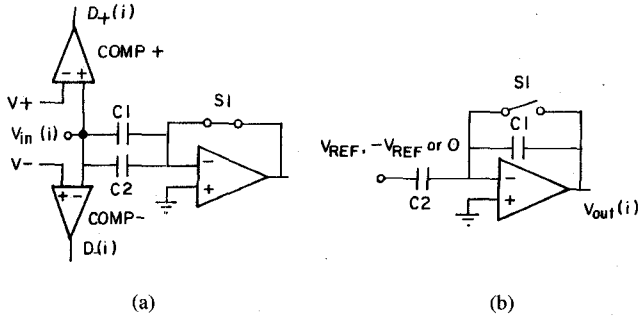 D+(i)
COMP +
- +
V+
Vin (i)
V-
C1
C2
S1
-
+
+ -
COMP-
D-(i)
(a)
S1
C1
VREF, -VREF or 0
C2
-
+
Vout(i)
(b)